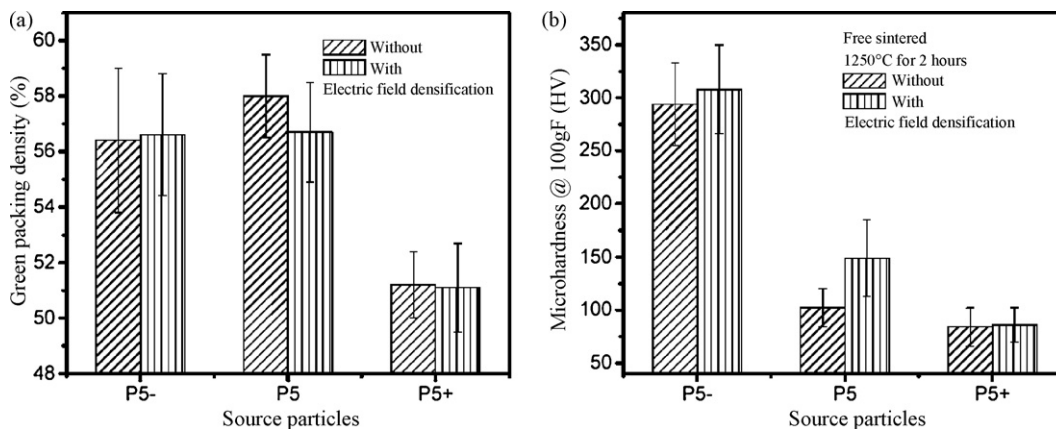 (a)
60
58
56
54
52
50
48
Green packing density (%)
Without
With
Electric field densification
P5-
P5
P5+
Source particles
(b)
350
300
250
200
150
100
50
Microhardness @ 100gF (HV)
Free sintered
1250°C for 2 hours
Without
With
Electric field densification
P5-
P5
P5+
Source particles